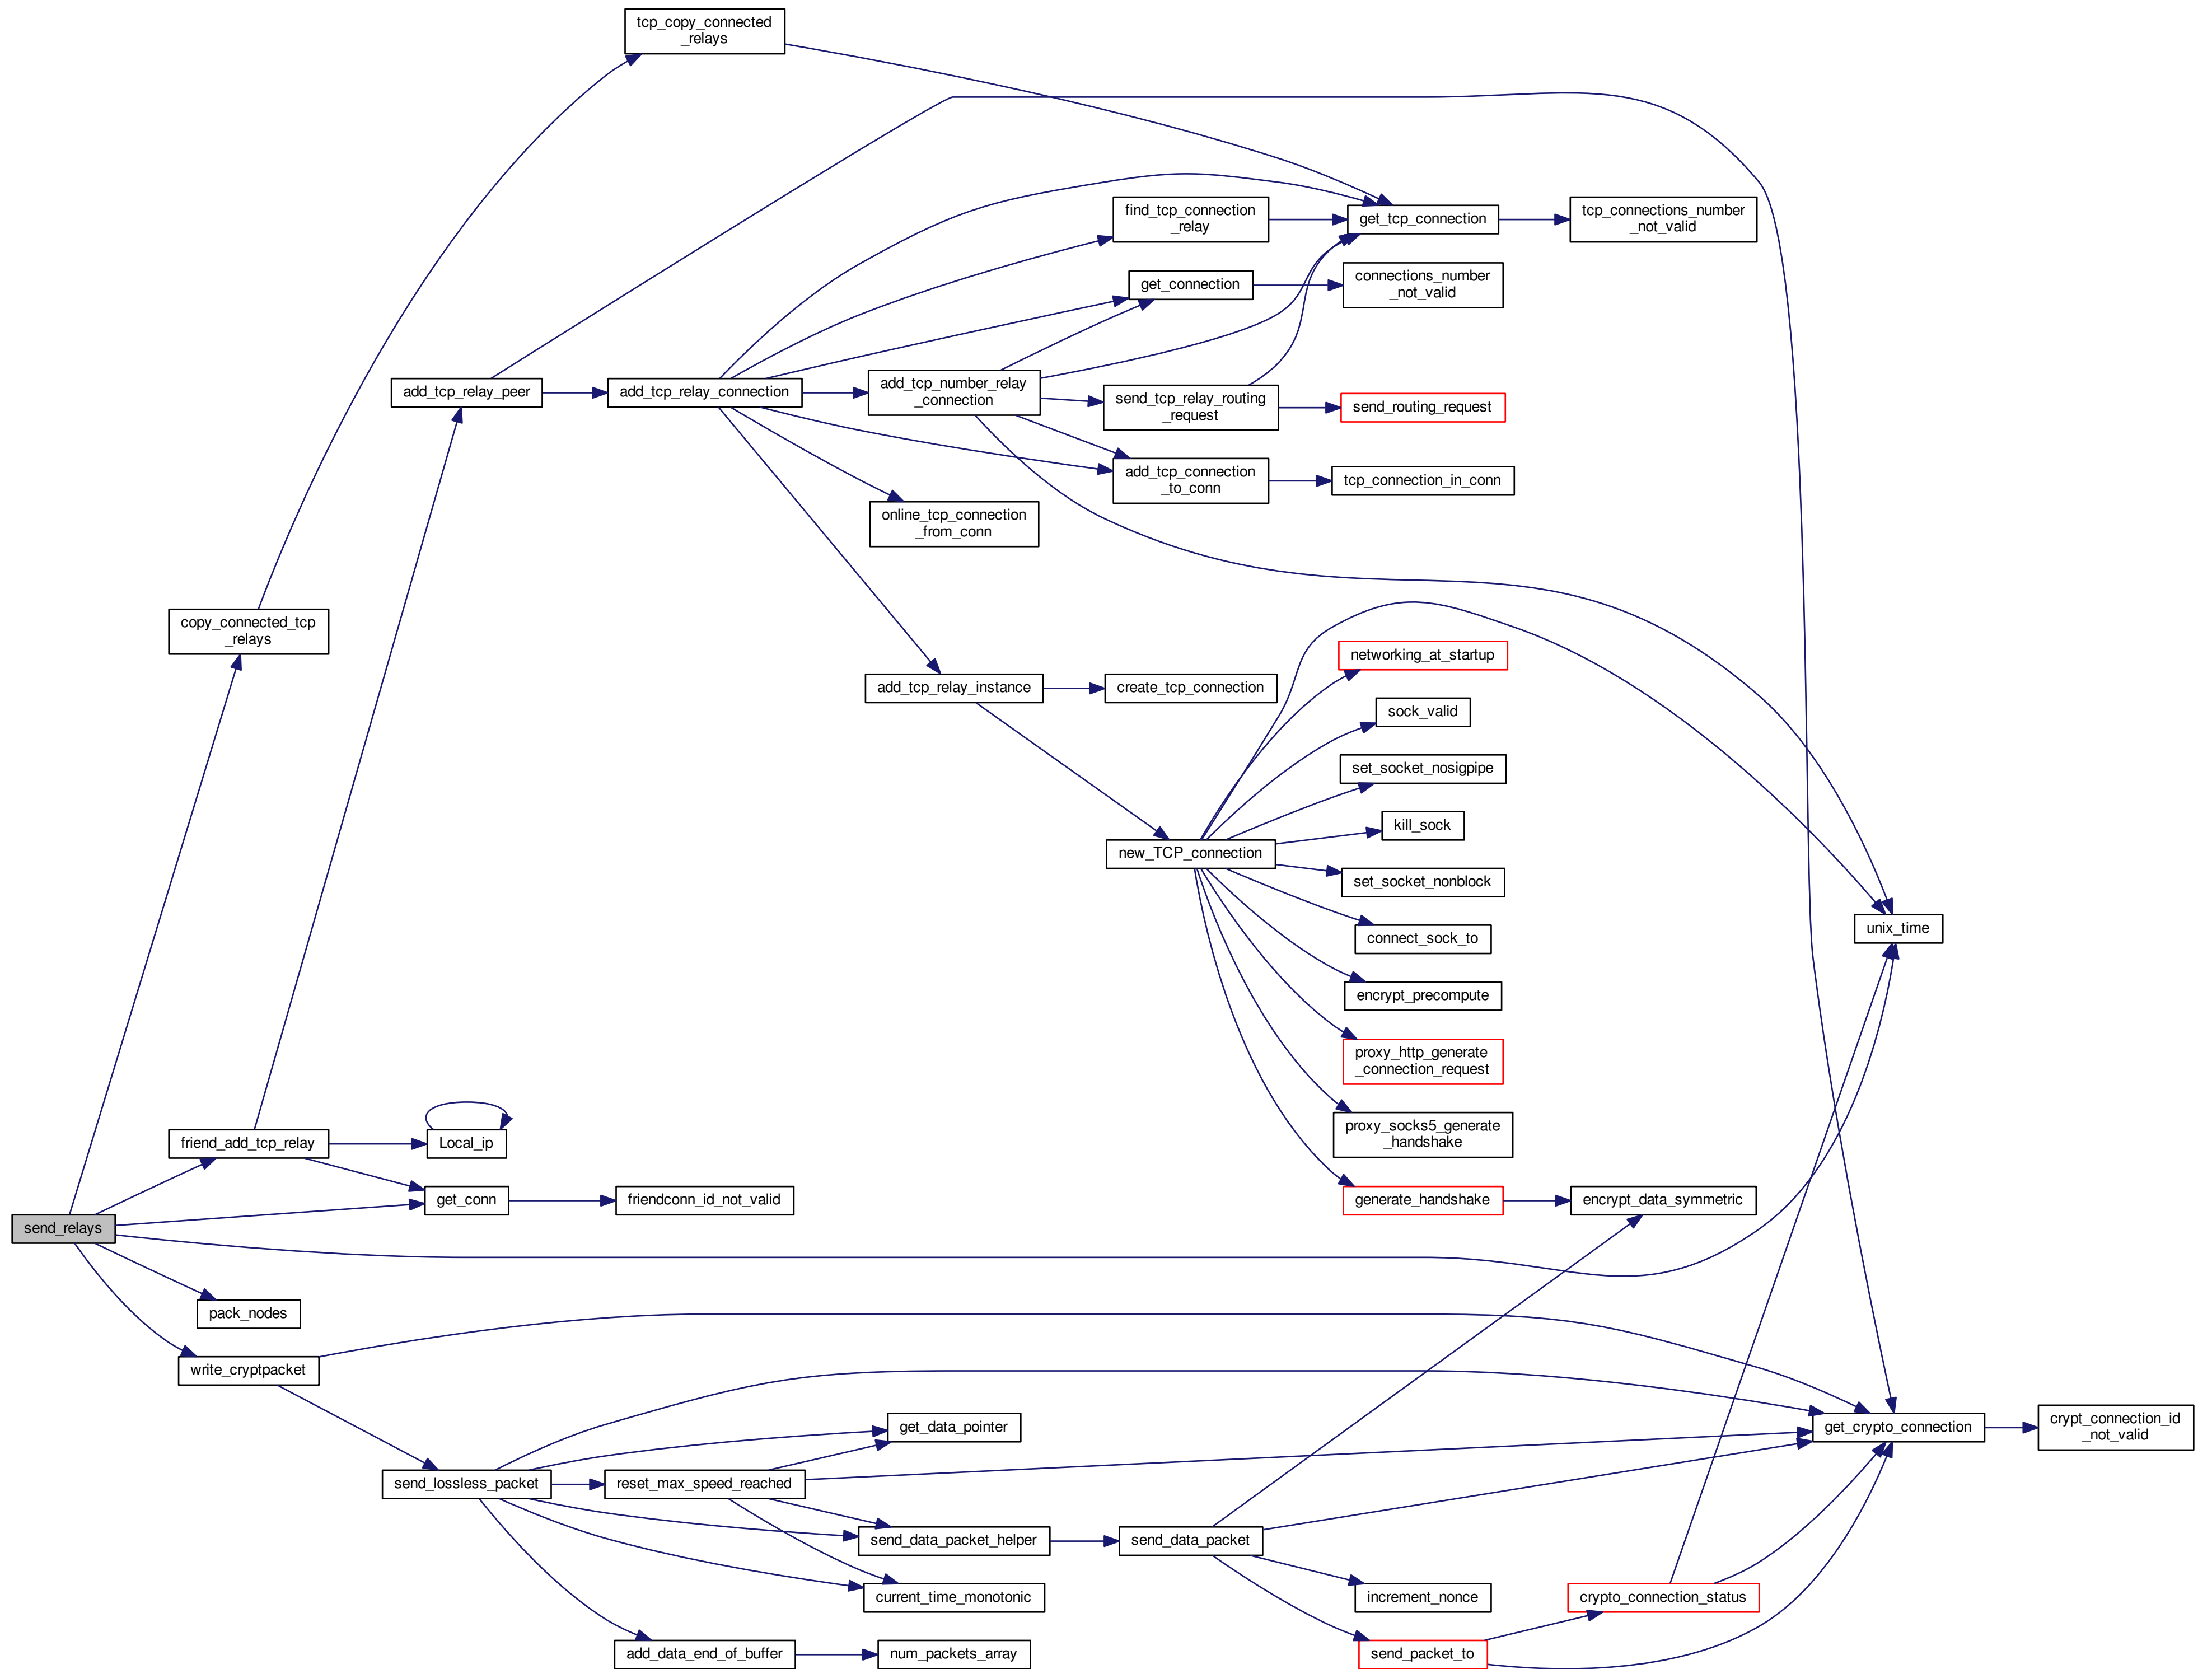 tcp_copy_connected
_relays
find_tcp_connection
_relay
get_tcp_connection
tcp_connections_number
_not_valid
get_connection
connections_number
_not_valid
add_tcp_relay_peer
add_tcp_relay_connection
add_tcp_number_relay
_connection
send_tcp_relay_routing
_request
send_routing_request
add_tcp_connection
_to_conn
tcp_connection_in_conn
online_tcp_connection
_from_conn
copy_connected_tcp
_relays
networking_at_startup
add_tcp_relay_instance
create_tcp_connection
sock_valid
set_socket_nosigpipe
kill_sock
new_TCP_connection
set_socket_nonblock
connect_sock_to
unix_time
encrypt_precompute
proxy_http_generate
_connection_request
proxy_socks5_generate
_handshake
friend_add_tcp_relay
Local_ip
get_conn
friendconn_id_not_valid
generate_handshake
encrypt_data_symmetric
send_relays
pack_nodes
write_cryptpacket
get_data_pointer
get_crypto_connection
crypt_connection_id
_not_valid
send_lossless_packet
reset_max_speed_reached
send_data_packet_helper
send_data_packet
current_time_monotonic
increment_nonce
crypto_connection_status
add_data_end_of_buffer
num_packets_array
send_packet_to